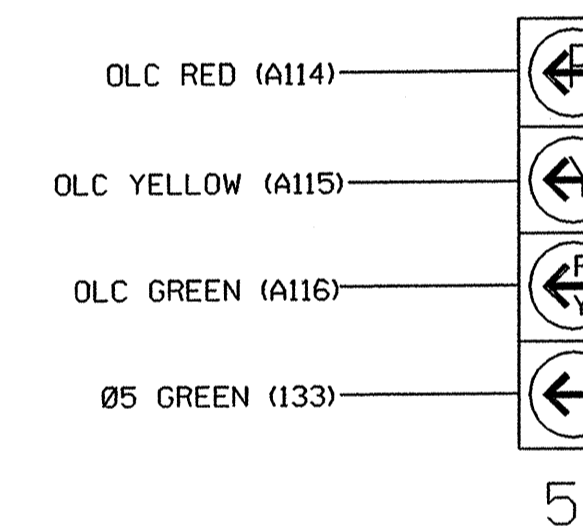 OLC RED (A114)
OLC YELLOW (A115)
OLC GREEN (A116)
F
Y
Ø5 GREEN (133)
5